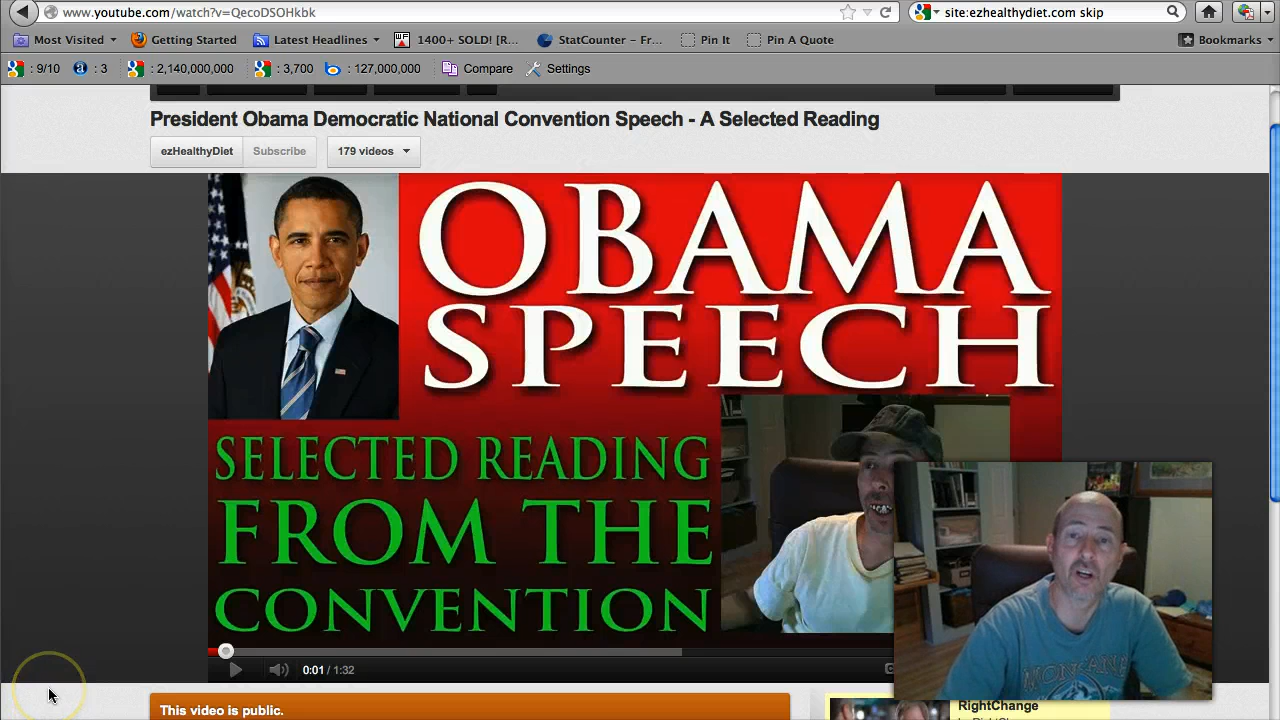 www.youtube.com/watch?v=QecoDSOHkbk
site:ezhealthydiet.com skip
Most Visited
Getting Started
Latest Headlines
1400+ SOLD! [R...
StatCounter - Fr...
Pin It
Pin A Quote
Bookmarks
: 9/10
: 3
: 2,140,000,000
: 3,700
: 127,000,000
Compare
Settings
President Obama Democratic National Convention Speech - A Selected Reading
ezHealthyDiet
Subscribe
179 videos
OBAMA
SPEECH
SELECTED READING
FROM THE
CONVENTION
0:01 / 1:32
This video is public.
RightChange